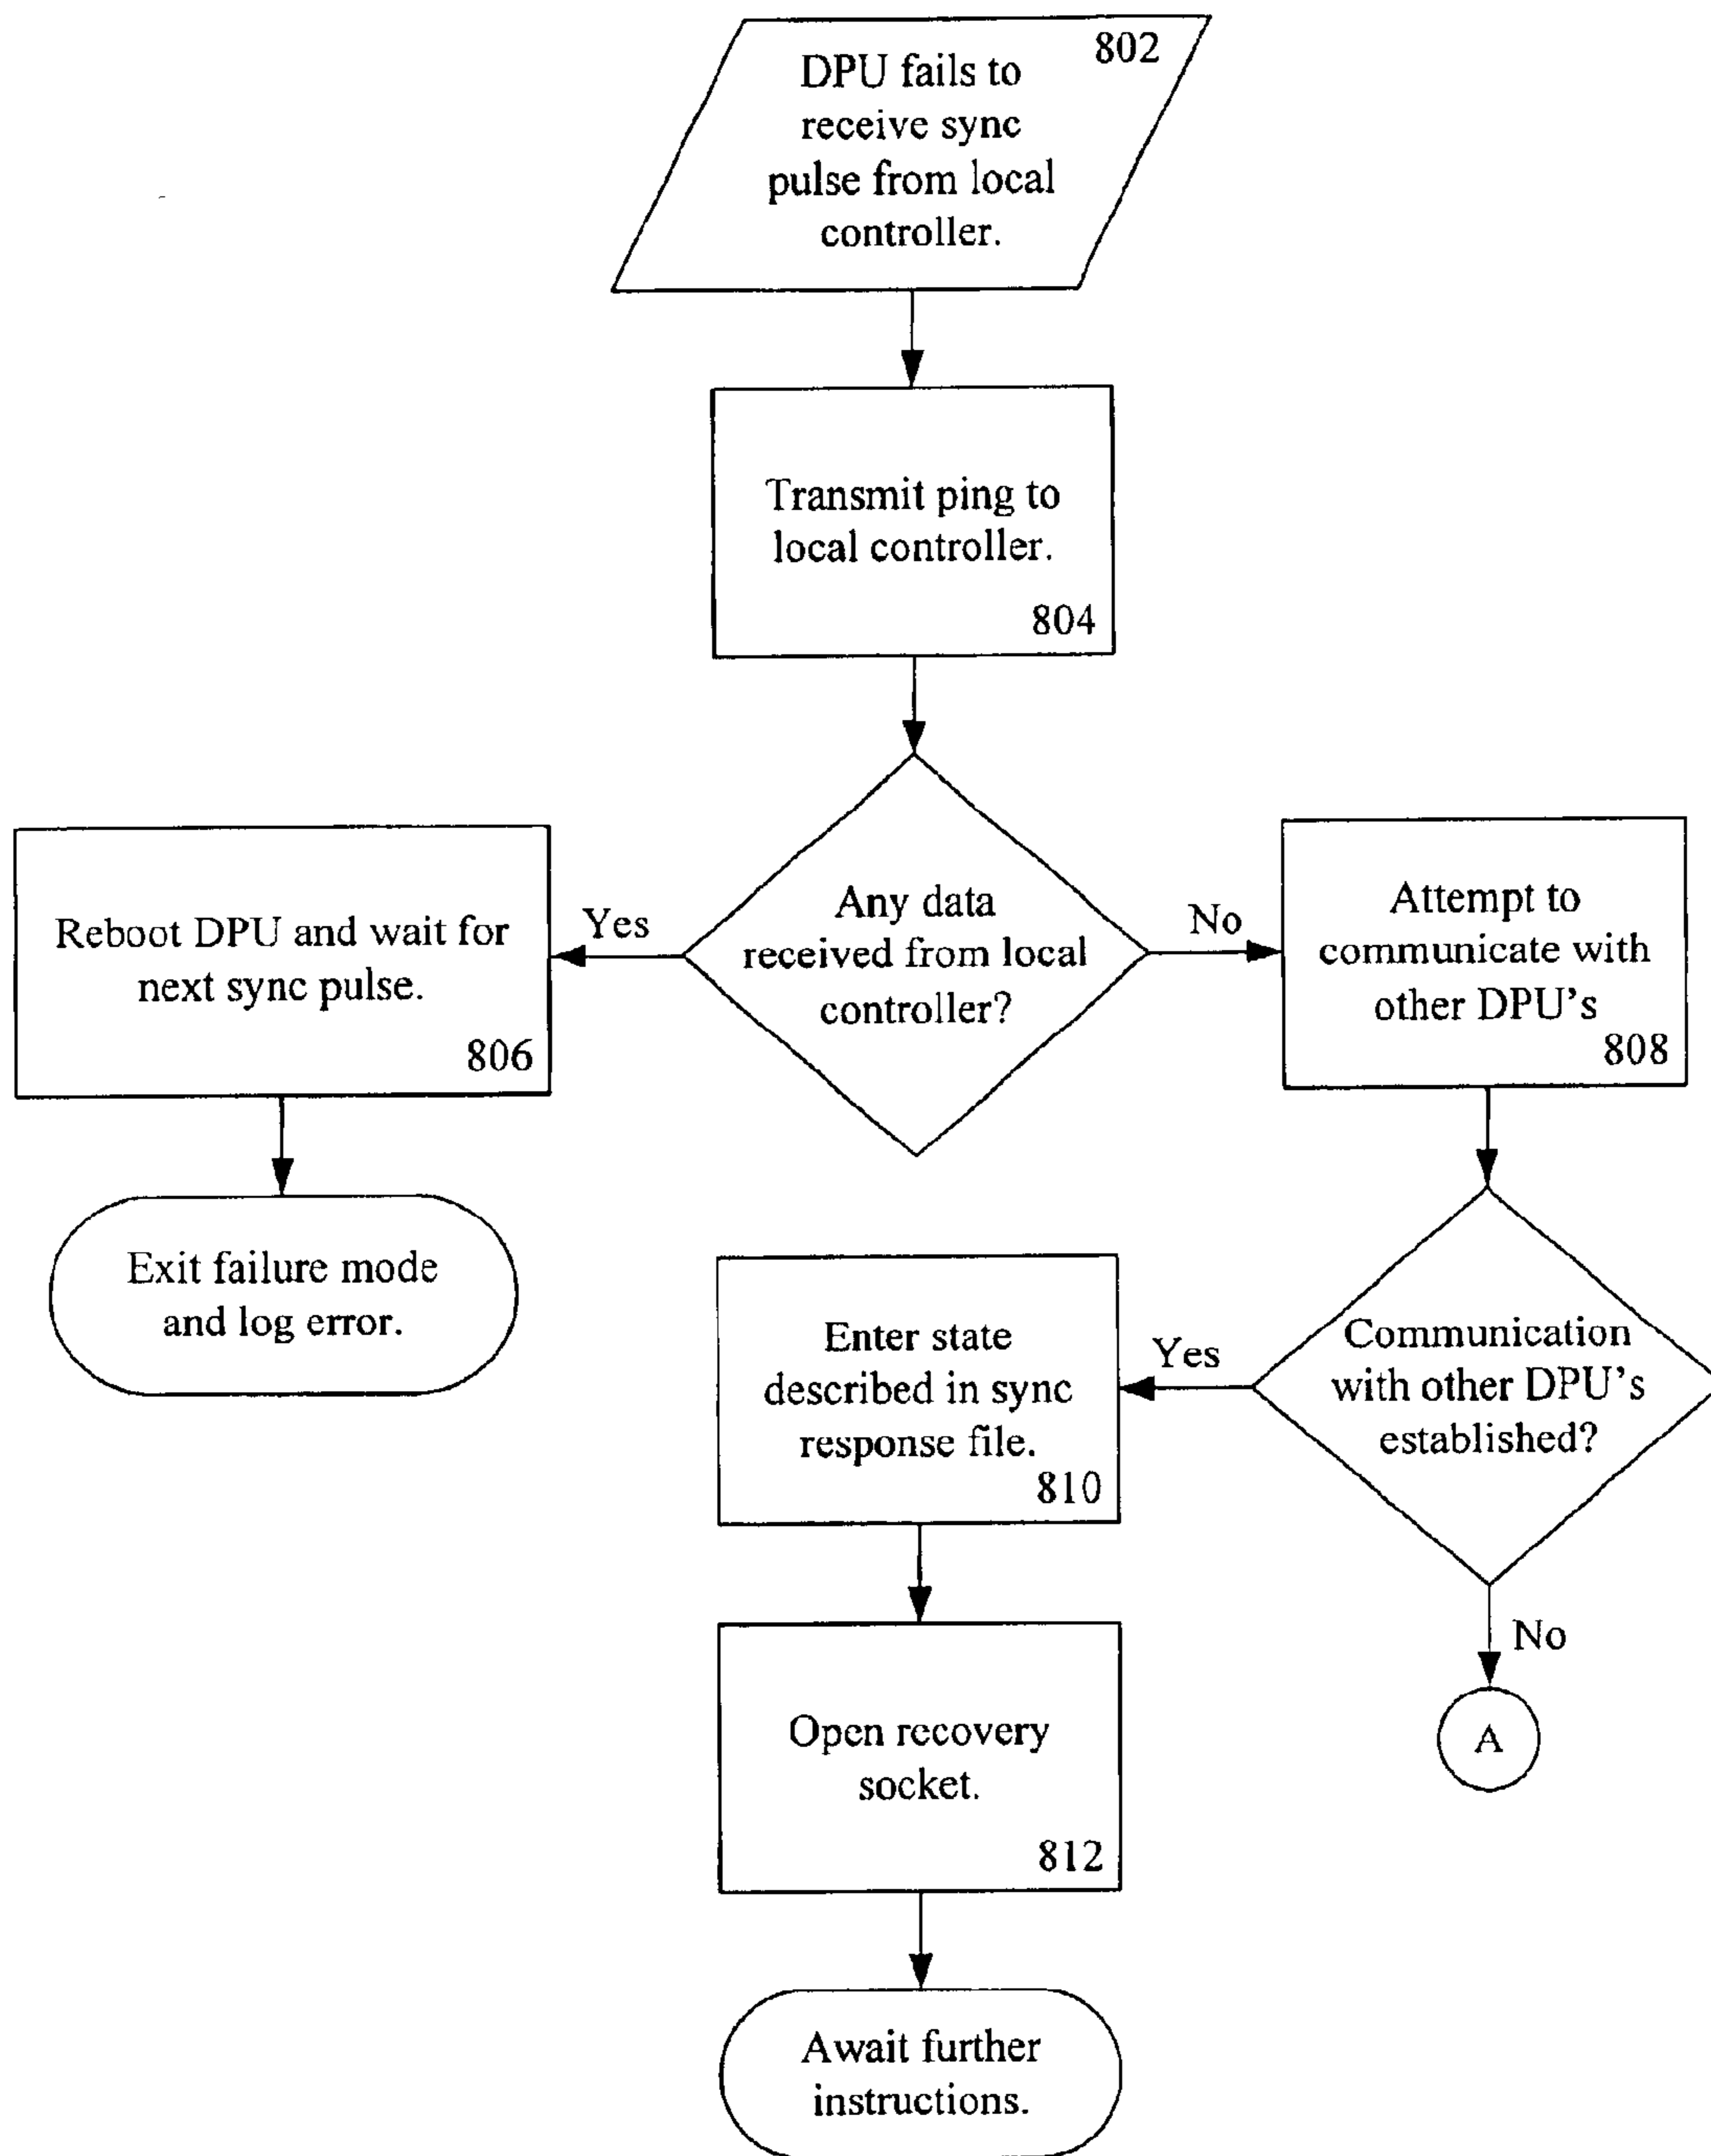 802
DPU fails to
receive sync
pulse from local
controller.
Transmit ping to
local controller.
804
Any data
received from local
controller?
Yes
No
Reboot DPU and wait for
next sync pulse.
806
Exit failure mode
and log error.
Attempt to
communicate with
other DPU's
808
Communication
with other DPU's
established?
Yes
No
Enter state
described in sync
response file.
810
A
Open recovery
socket.
812
Await further
instructions.